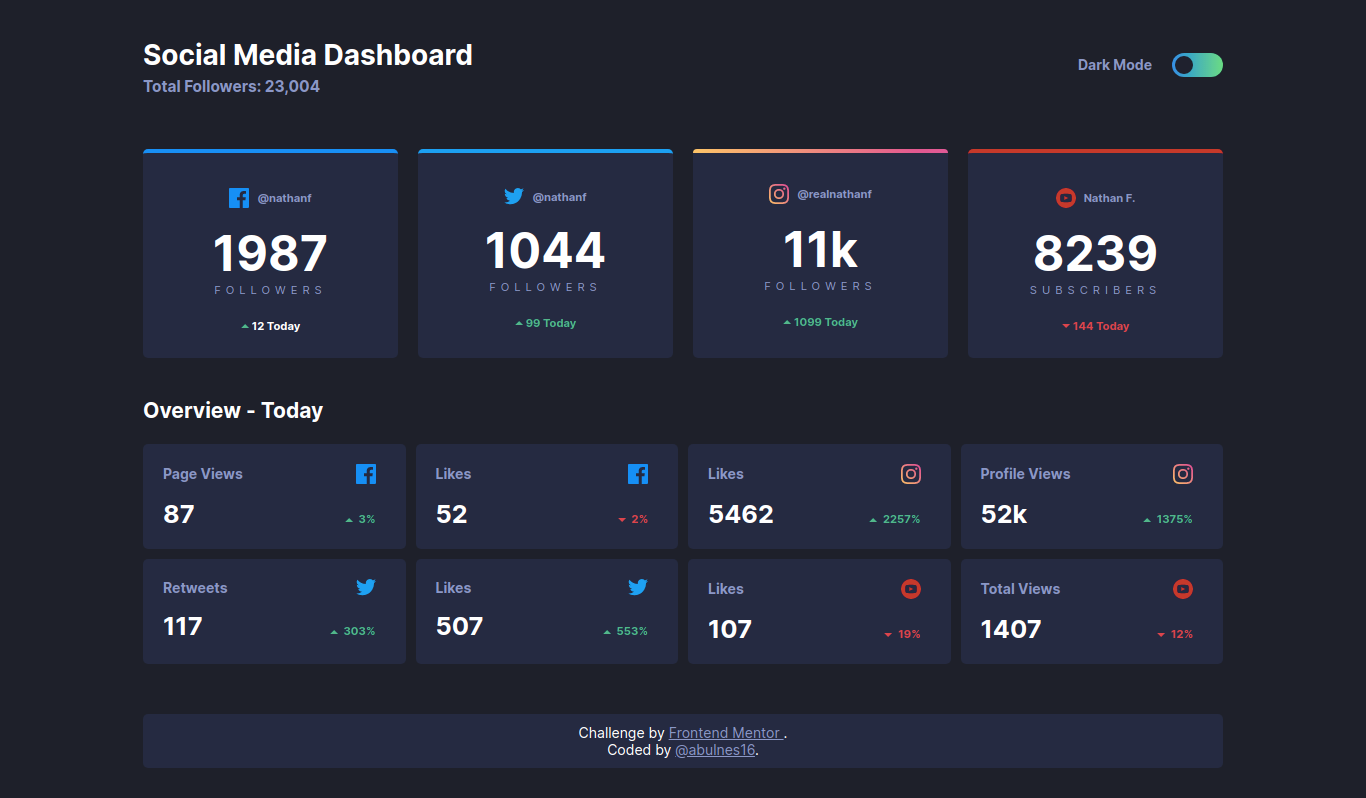 Social Media Dashboard
Total Followers: 23,004
Dark Mode
@nathanf
1987
FOLLOWERS
12 Today
@nathanf
1044
FOLLOWERS
99 Today
@realnathanf
11k
FOLLOWERS
1099 Today
Nathan F.
8239
SUBSCRIBERS
144 Today
Overview - Today
Page Views
87
3%
Likes
52
2%
Likes
5462
2257%
Profile Views
52k
1375%
Retweets
117
303%
Likes
507
553%
Likes
107
19%
Total Views
1407
12%
Challenge by Frontend Mentor .
Coded by @abulnes16.